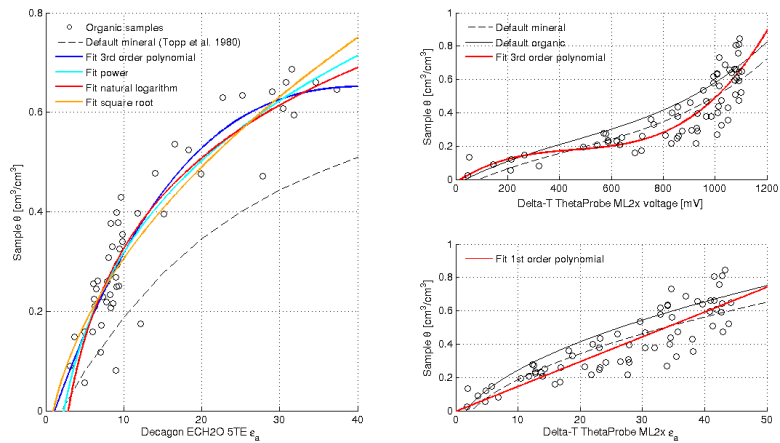 0.8
0.6
0.4
0.2
0
Sample θ [cm³/cm³]
Organic samples
Default mineral (Topp et al. 1980)
Fit 3rd order polynomial
Fit power
Fit natural logarithm
Fit square root
0 10 20 30 40
Decagon ECH2O 5TE εa
1
0.8
0.6
0.4
0.2
0
Sample θ [cm³/cm³]
Default mineral
Default organic
Fit 3rd order polynomial
0 200 400 600 800 1000 1200
Delta-T ThetaProbe ML2x voltage [mV]
1
0.8
0.6
0.4
0.2
0
Sample θ [cm³/cm³]
Fit 1st order polynomial
0 10 20 30 40 50
Delta-T ThetaProbe ML2x εa